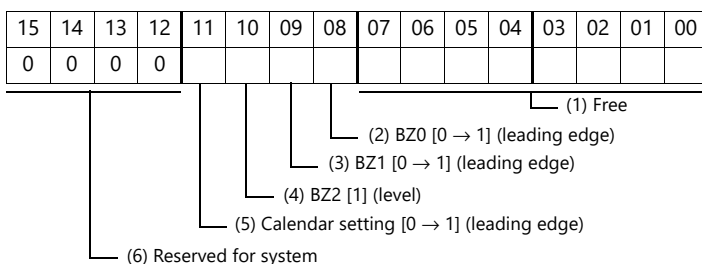 15 14 13 12 11 10 09 08 07 06 05 04 03 02 01 00
0 0 0 0
(1) Free
(2) BZ0 [0 → 1] (leading edge)
(3) BZ1 [0 → 1] (leading edge)
(4) BZ2 [1] (level)
(5) Calendar setting [0 → 1] (leading edge)
(6) Reserved for system